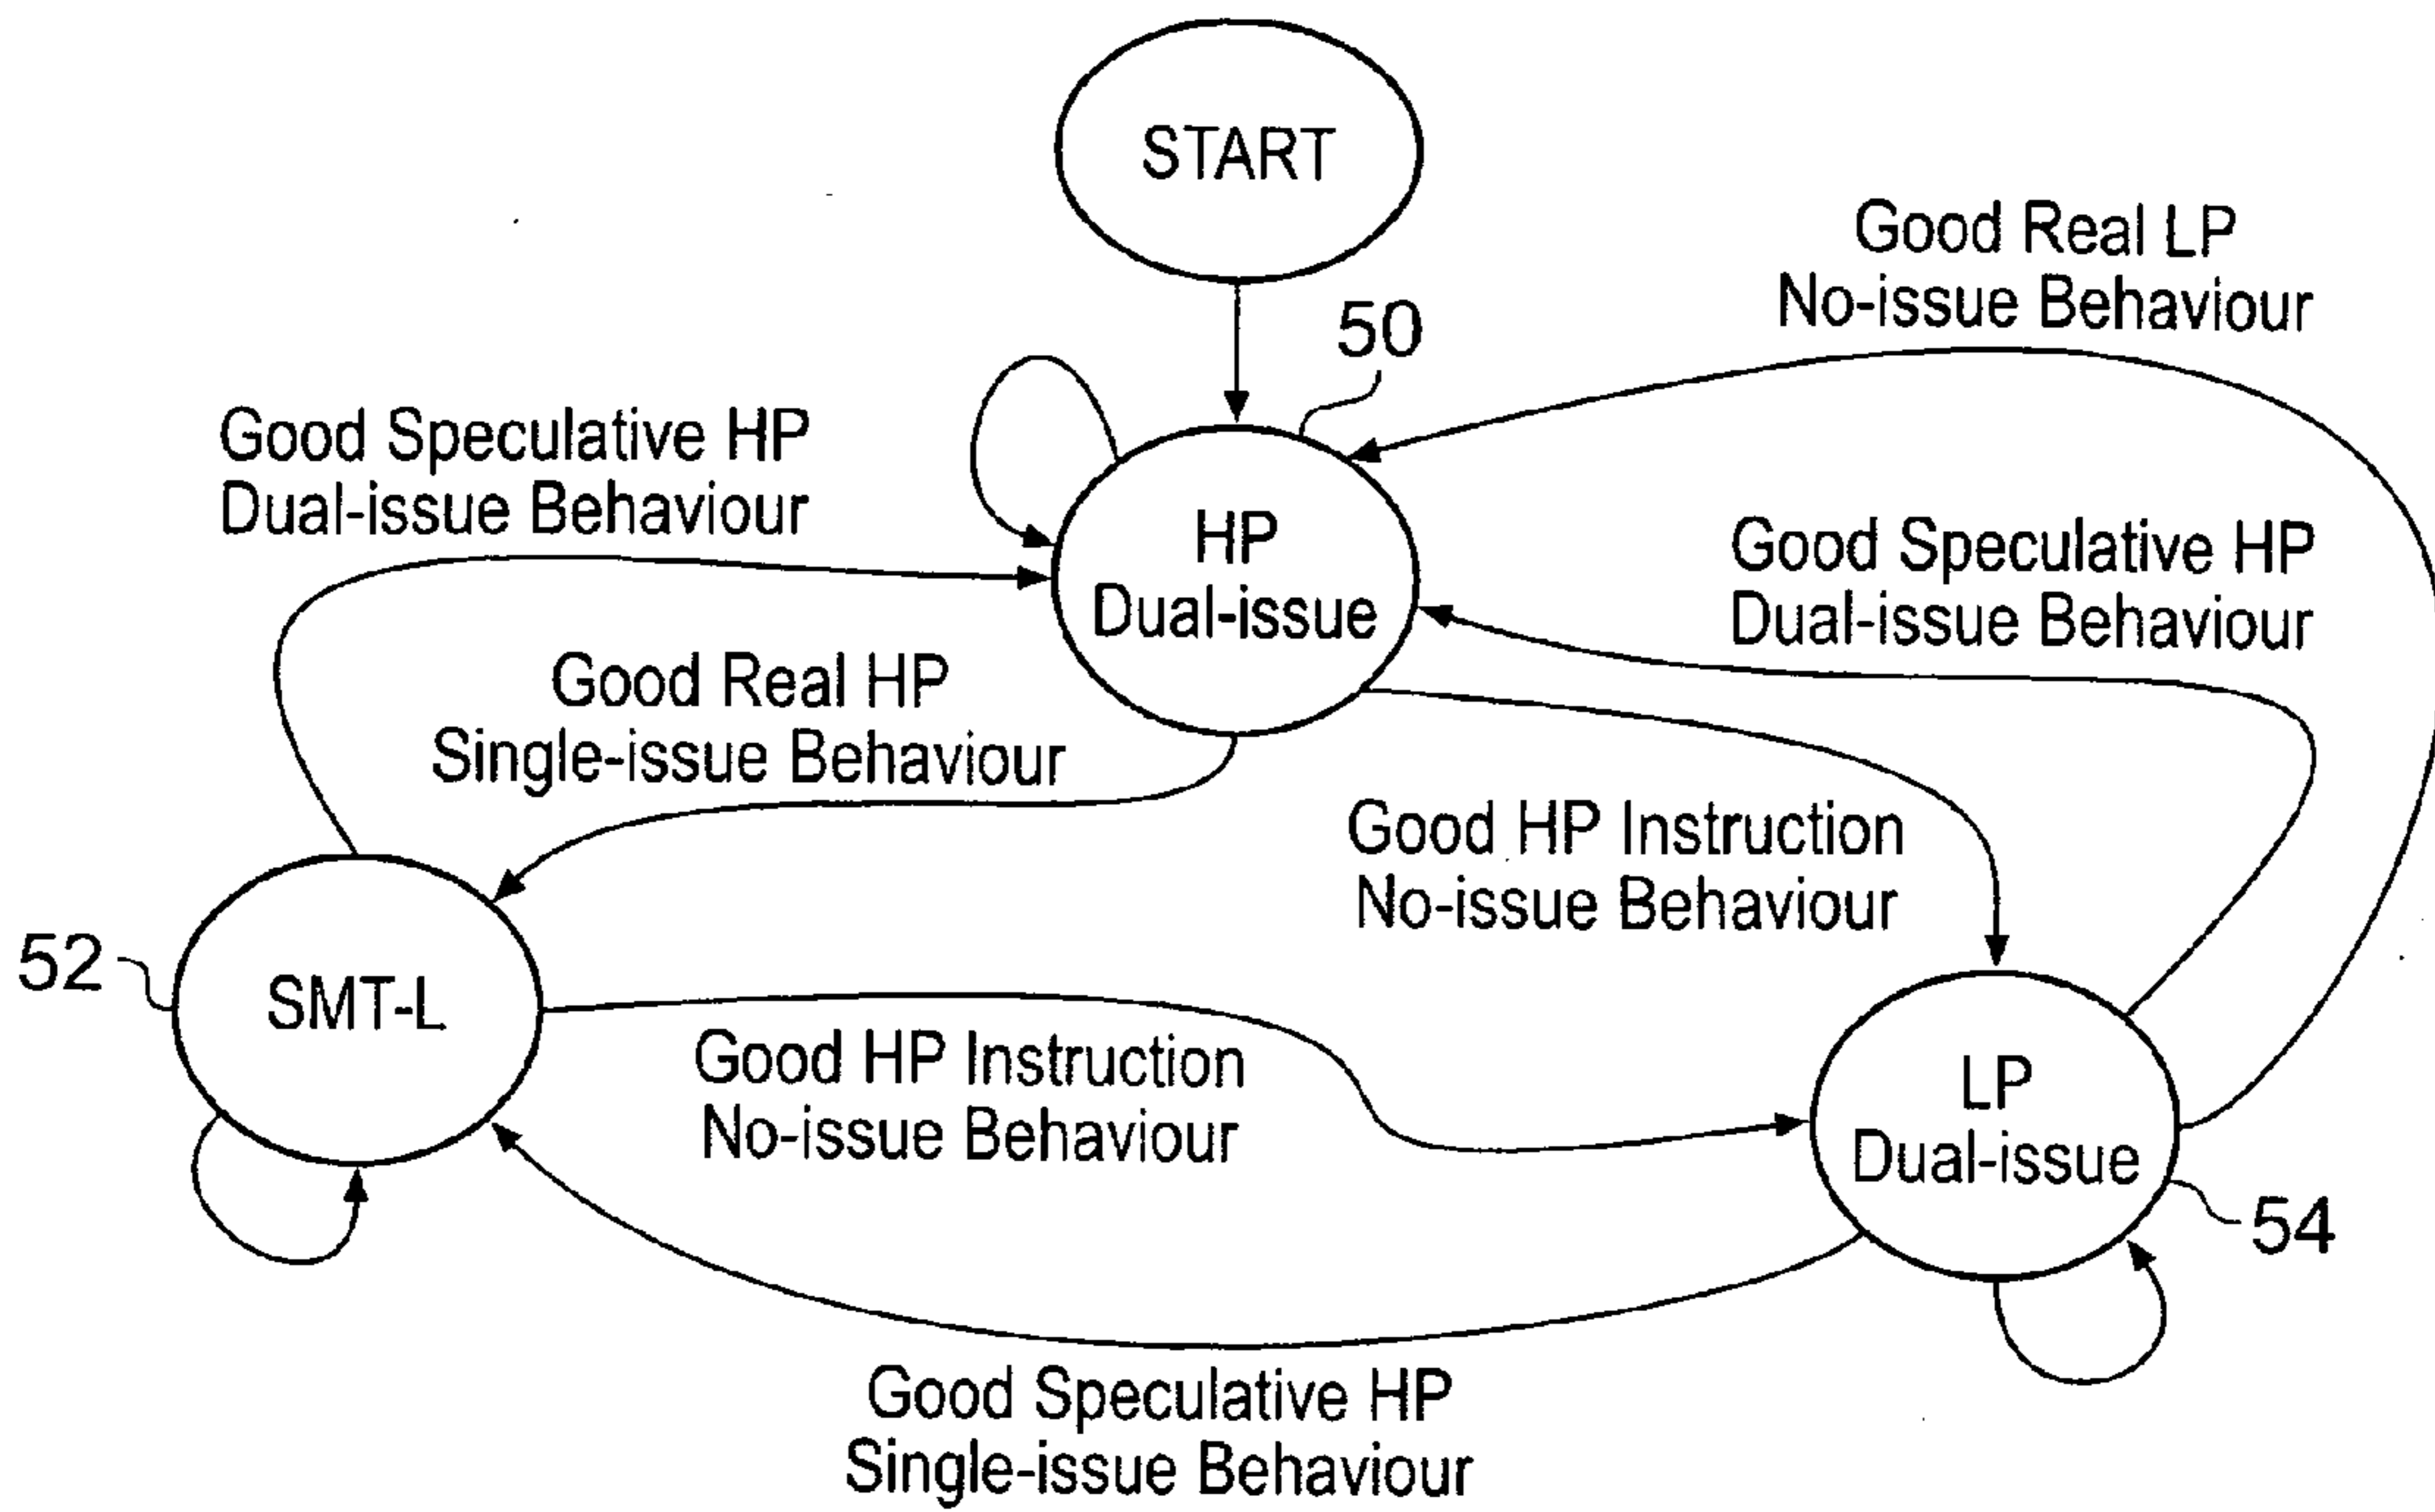 START
Good Real LP
No-issue Behaviour
50
Good Speculative HP
Dual-issue Behaviour
HP
Dual-issue
Good Speculative HP
Dual-issue Behaviour
Good Real HP
Single-issue Behaviour
Good HP Instruction
No-issue Behaviour
52
SMT-L
Good HP Instruction
No-issue Behaviour
LP
Dual-issue
54
Good Speculative HP
Single-issue Behaviour